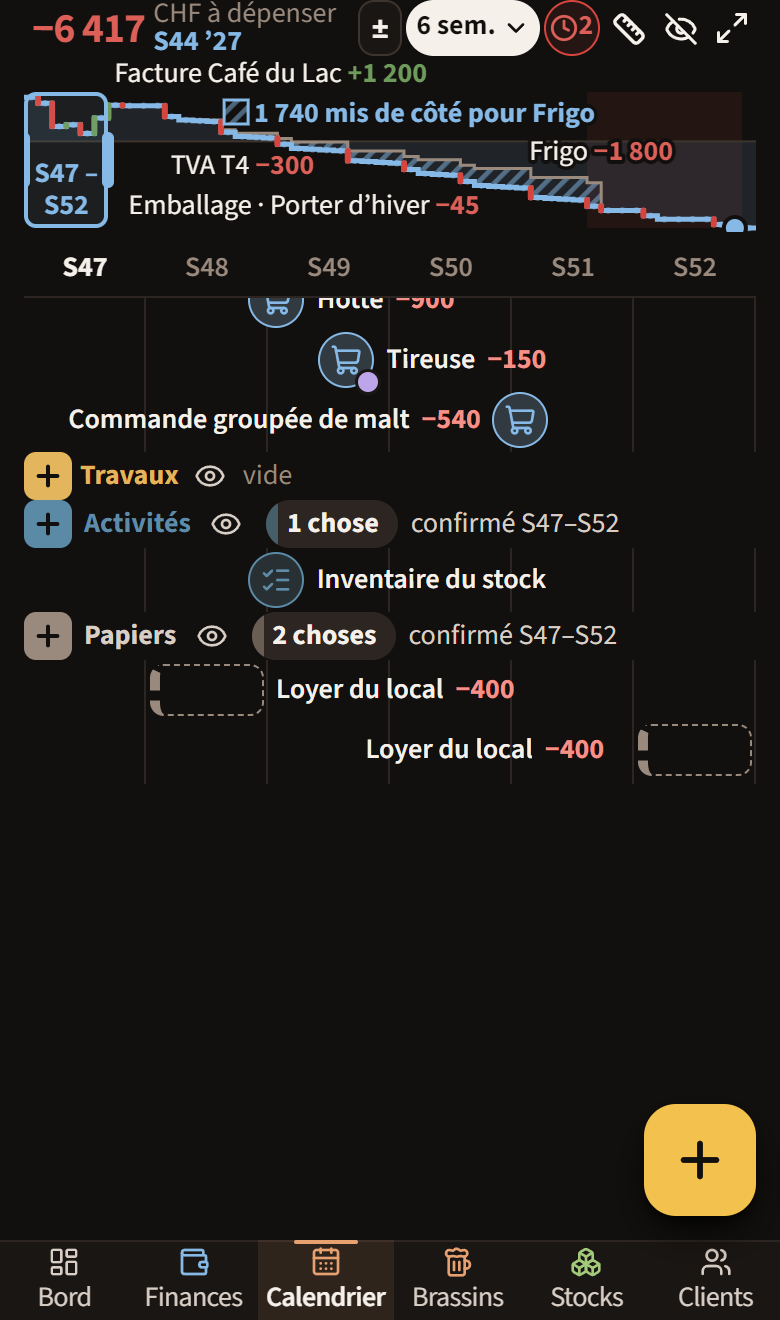 −6 417 CHF à dépenser
S44 ’27
±
6 sem.
2
Facture Café du Lac +1 200
1 740 mis de côté pour Frigo
Frigo −1 800
TVA T4 −300
S47 –
S52
Emballage · Porter d’hiver −45
S47 S48 S49 S50 S51 S52
Hotte −900
Tireuse −150
Commande groupée de malt −540
Travaux vide
Activités 1 chose confirmé S47–S52
Inventaire du stock
Papiers 2 choses confirmé S47–S52
Loyer du local −400
Loyer du local −400
Bord Finances Calendrier Brassins Stocks Clients